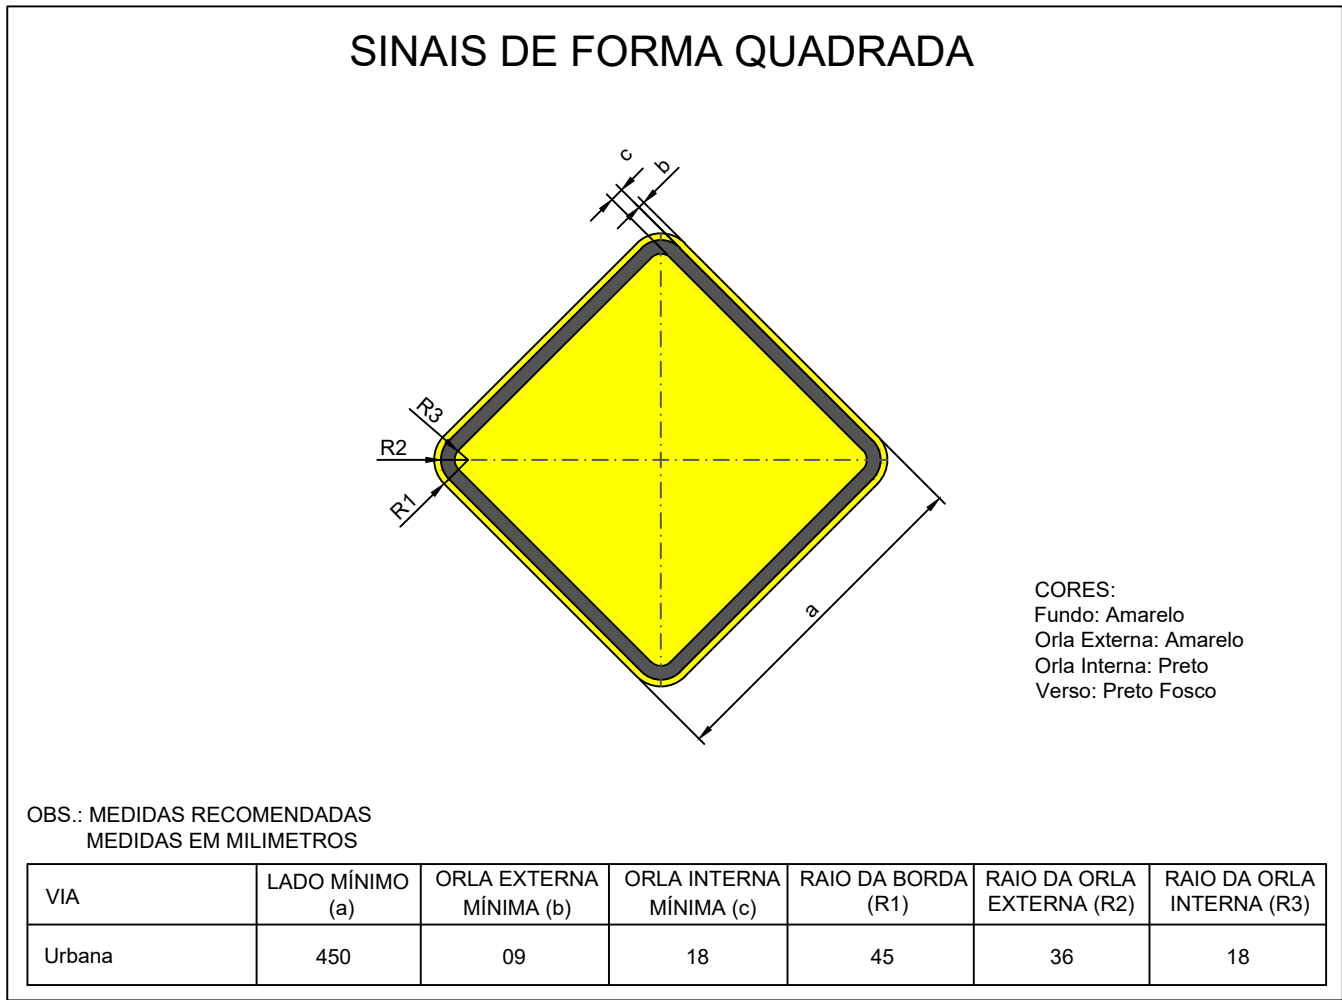 SINAIS DE FORMA QUADRADA
c
b
R3
R2
R1
a
CORES:
Fundo: Amarelo
Orla Externa: Amarelo
Orla Interna: Preto
Verso: Preto Fosco
OBS.: MEDIDAS RECOMENDADAS
MEDIDAS EM MILIMETROS
VIA
LADO MÍNIMO
(a)
ORLA EXTERNA
MÍNIMA (b)
ORLA INTERNA
MÍNIMA (c)
RAIO DA BORDA
(R1)
RAIO DA ORLA
EXTERNA (R2)
RAIO DA ORLA
INTERNA (R3)
Urbana 450 09 18 45 36 18